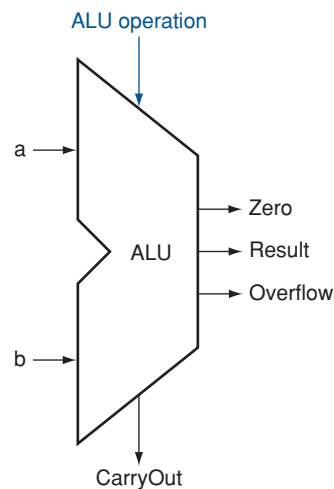 ALU operation
a
Zero
ALU
Result
Overflow
b
CarryOut